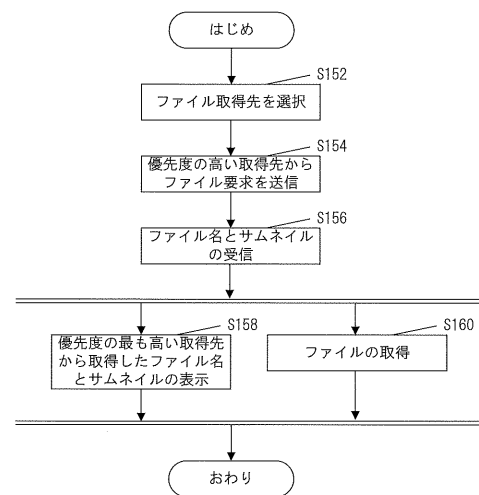 はじめ
S152
ファイル取得先を選択
S154
優先度の高い取得先から
ファイル要求を送信
S156
ファイル名とサムネイル
の受信
S158
優先度の最も高い取得先
から取得したファイル名
とサムネイルの表示
S160
ファイルの取得
おわり